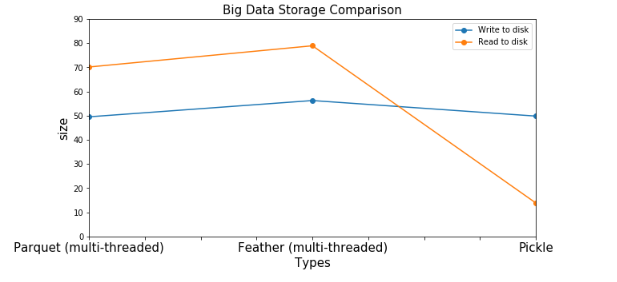 Big Data Storage Comparison
90
80
70
60
50
40
30
20
10
0
size
Write to disk
Read to disk
Parquet (multi-threaded)
Feather (multi-threaded)
Pickle
Types